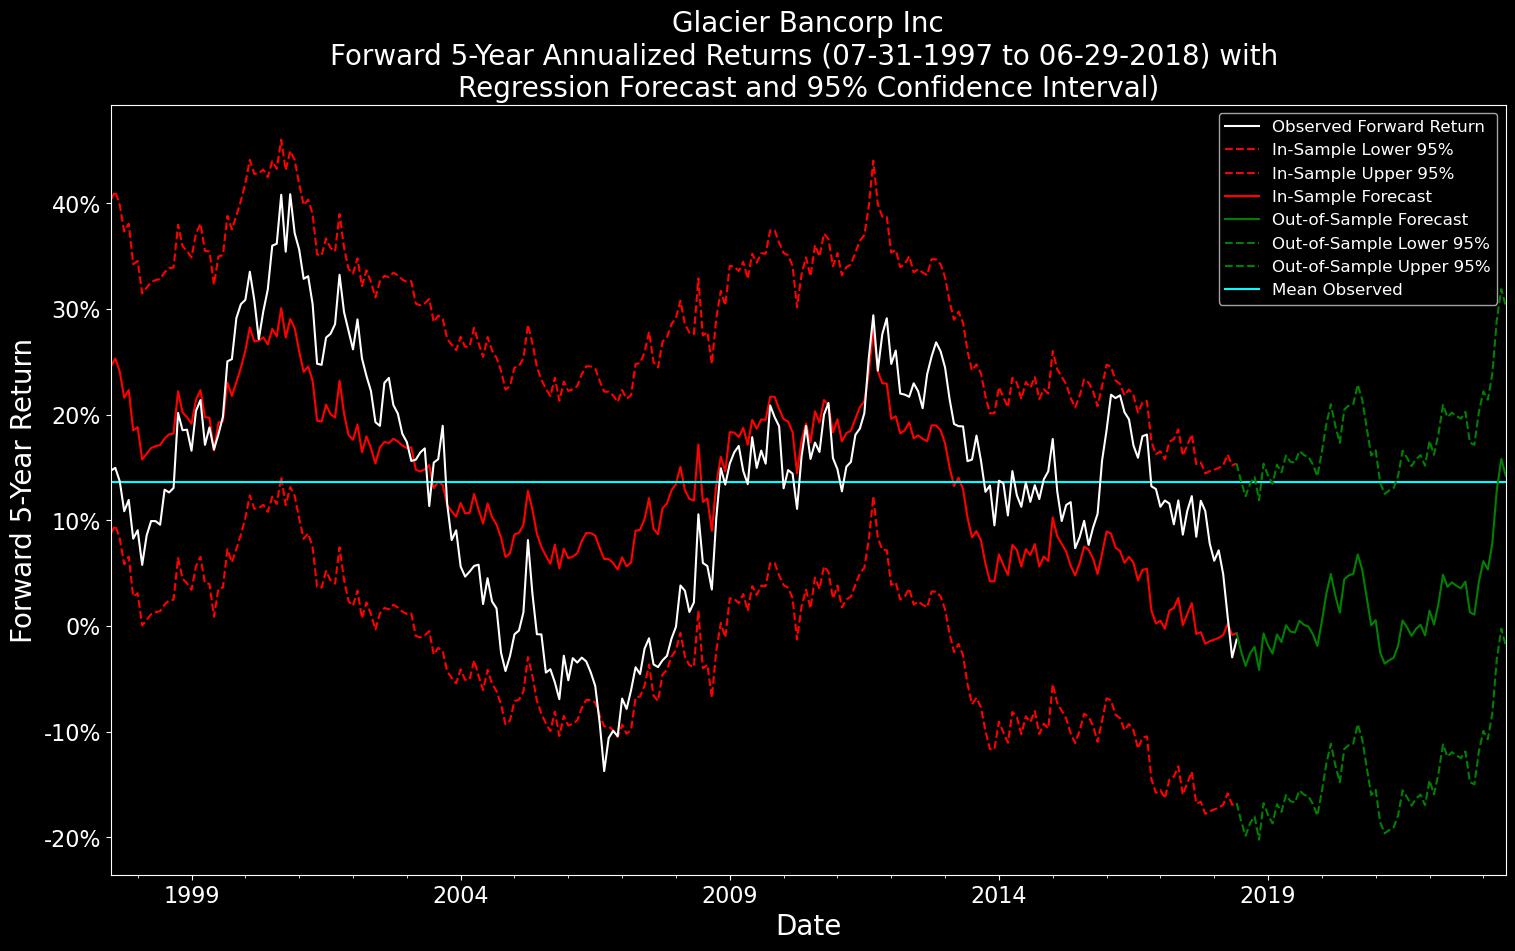 Glacier Bancorp Inc
Forward 5-Year Annualized Returns (07-31-1997 to 06-29-2018) with
Regression Forecast and 95% Confidence Interval)
Forward 5-Year Return
40%
30%
20%
10%
0%
-10%
-20%
Observed Forward Return
In-Sample Lower 95%
In-Sample Upper 95%
In-Sample Forecast
Out-of-Sample Forecast
Out-of-Sample Lower 95%
Out-of-Sample Upper 95%
Mean Observed
1999
2004
2009
2014
2019
Date